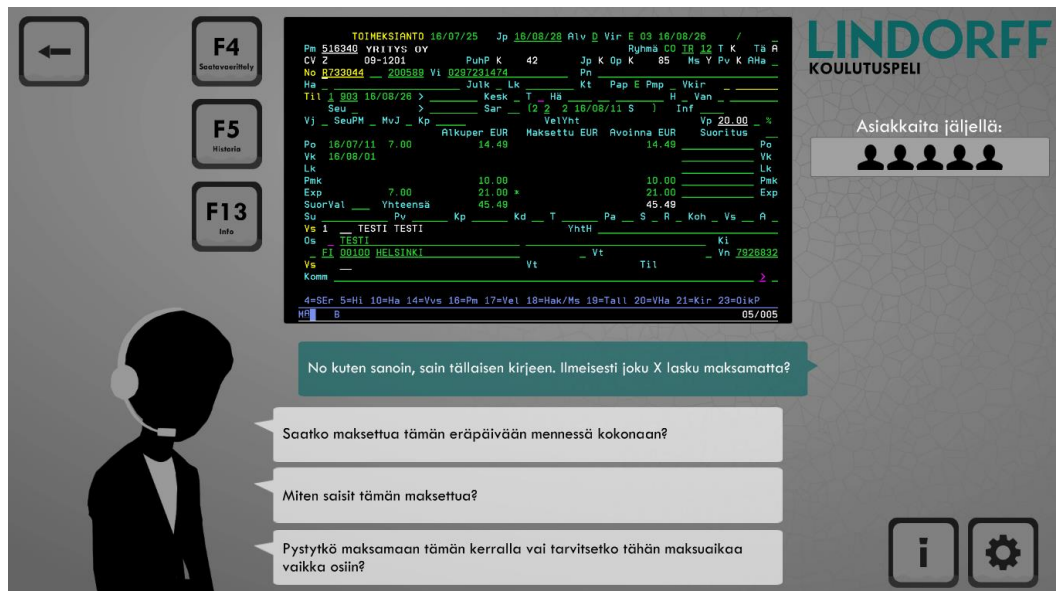 F4
Saatavaerittely
F5
Historia
F13
Info
TOIMEKSIANTO 16/07/25 Jp 16/08/28 Alv D Vir E 03 16/08/26 /
Pm 516340 YRITYS OY Ryhmä CO TR 12 T K Tä A
CV Z 09-1201 PuhP K 42 Jp K Op K 85 Ms Y Pv K AHa
No R733044 200589 Vi 0297231474 Pn
Ha Julk Lk Kt Pap E Pmp Vkir
Til 1 903 16/08/26 > Kesk T Hä H Van
Seu > Sar (2 2 2 16/08/11 S ) Inf
Vj SeuPM MvJ Kp VelYht Vp 20.00 %
Alkuper EUR Maksettu EUR Avoinna EUR Suoritus
Po 16/07/11 7.00 14.49 14.49 Po
Vk 16/08/01 Vk
Lk Lk
Pmk 10.00 10.00 Pmk
Exp 7.00 21.00 * 21.00 Exp
SuorVal Yhteensä 45.49 45.49
Su Pv Kp Kd T Pa S R Koh Vs A
Vs 1 TESTI TESTI YhtH
Os TESTI Ki
FI 00100 HELSINKI Vt Vn 7926832
Vs Vt Til
Komm >
4=SEr 5=Hi 10=Ha 14=Vvs 16=Pm 17=Vel 18=Hak/Ms 19=Tall 20=VHa 21=Kir 23=OikP
MA B 05/005
LINDORFF
KOULUTUSPELI
Asiakkaita jäljellä:
No kuten sanoin, sain tällaisen kirjeen. Ilmeisesti joku X lasku maksamatta?
Saatko maksettua tämän eräpäivään mennessä kokonaan?
Miten saisit tämän maksettua?
Pystytkö maksamaan tämän kerralla vai tarvitsetko tähän maksuaikaa
vaikka osiin?
i